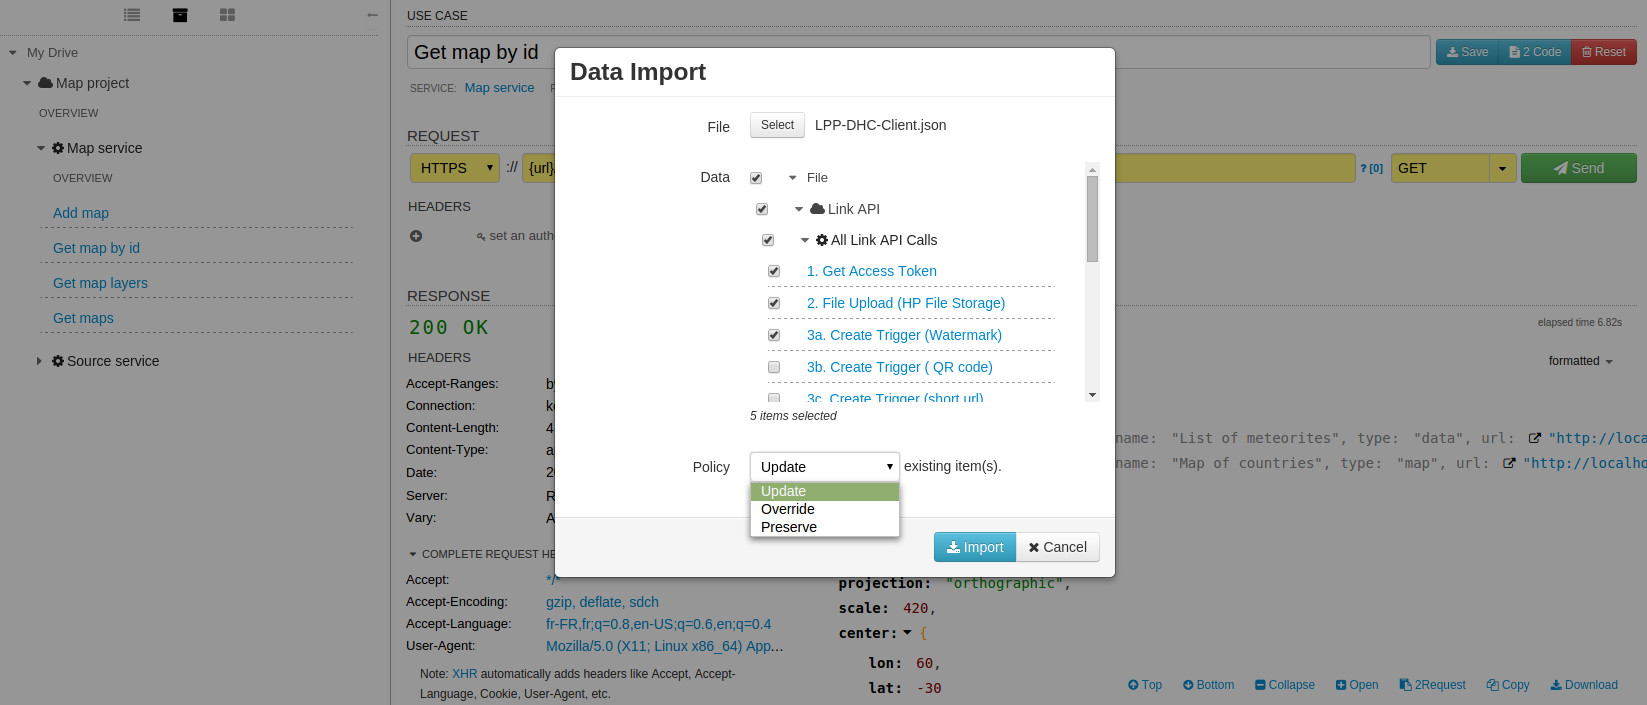 My Drive
Map project
OVERVIEW
Map service
OVERVIEW
Add map
Get map by id
Get map layers
Get maps
Source service
USE CASE
Get map by id
Save
2 Code
Reset
SERVICE: Map service
REQUEST
HTTPS
://
{url}
? [0]
GET
Send
HEADERS
set an auth
RESPONSE
200 OK
elapsed time 6.82s
HEADERS
formatted
Accept-Ranges:
Connection:
Content-Length: 4
Content-Type:
Date:
Server:
Vary:
COMPLETE REQUEST HE
Accept: */*
Accept-Encoding: gzip, deflate, sdch
Accept-Language: fr-FR,fr;q=0.8,en-US;q=0.6,en;q=0.4
User-Agent: Mozilla/5.0 (X11; Linux x86_64) App...
Note: XHR automatically adds headers like Accept, Accept-
Language, Cookie, User-Agent, etc.
name: "List of meteorites", type: "data", url: "http://loca
name: "Map of countries", type: "map", url: "http://localho
projection: "orthographic",
scale: 420,
center: {
lon: 60,
lat: -30
Top
Bottom
Collapse
Open
2Request
Copy
Download
Data Import
File
Select
LPP-DHC-Client.json
Data
File
Link API
All Link API Calls
1. Get Access Token
2. File Upload (HP File Storage)
3a. Create Trigger (Watermark)
3b. Create Trigger ( QR code)
3c. Create Trigger (short url)
5 items selected
Policy
Update
existing item(s).
Update
Override
Preserve
Import
Cancel